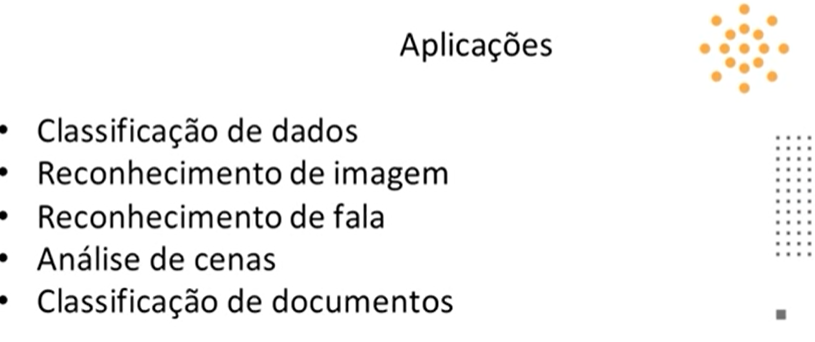 Aplicações
• Classificação de dados
• Reconhecimento de imagem
• Reconhecimento de fala
• Análise de cenas
• Classificação de documentos